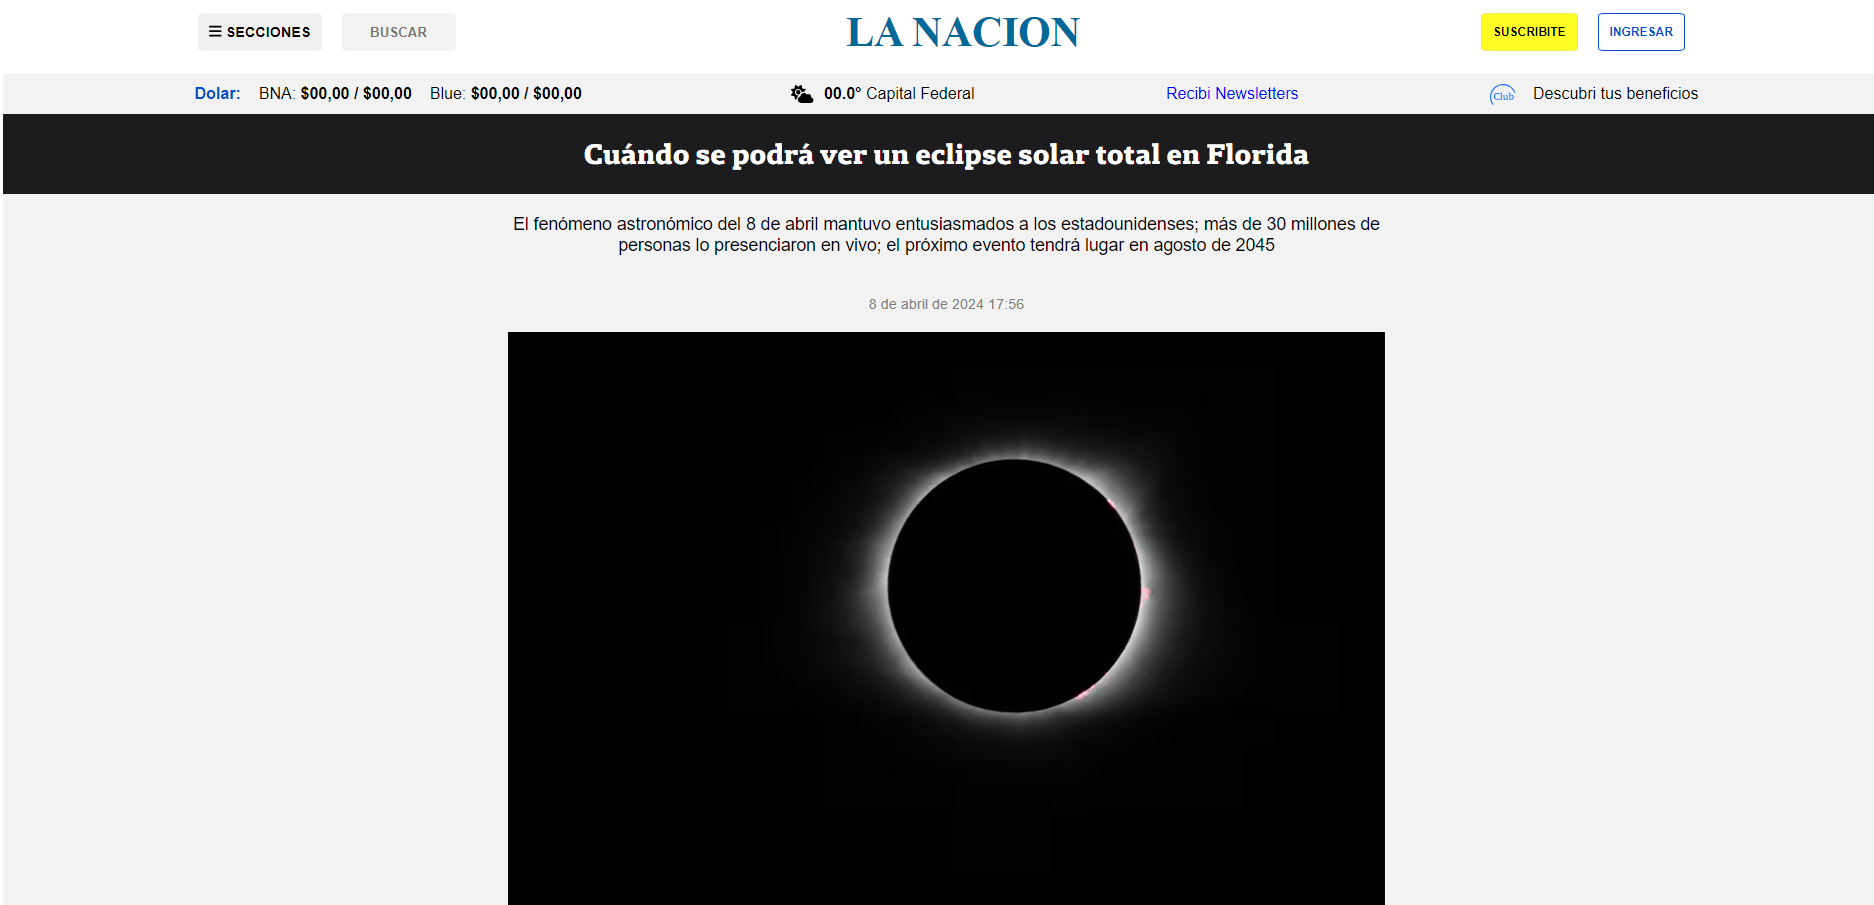 SECCIONES
BUSCAR
LA NACION
SUSCRIBITE
INGRESAR
Dolar: BNA: $00,00 / $00,00 Blue: $00,00 / $00,00
00.0° Capital Federal
Recibi Newsletters
Club
Descubri tus beneficios
Cuándo se podrá ver un eclipse solar total en Florida
El fenómeno astronómico del 8 de abril mantuvo entusiasmados a los estadounidenses; más de 30 millones de
personas lo presenciaron en vivo; el próximo evento tendrá lugar en agosto de 2045
8 de abril de 2024 17:56